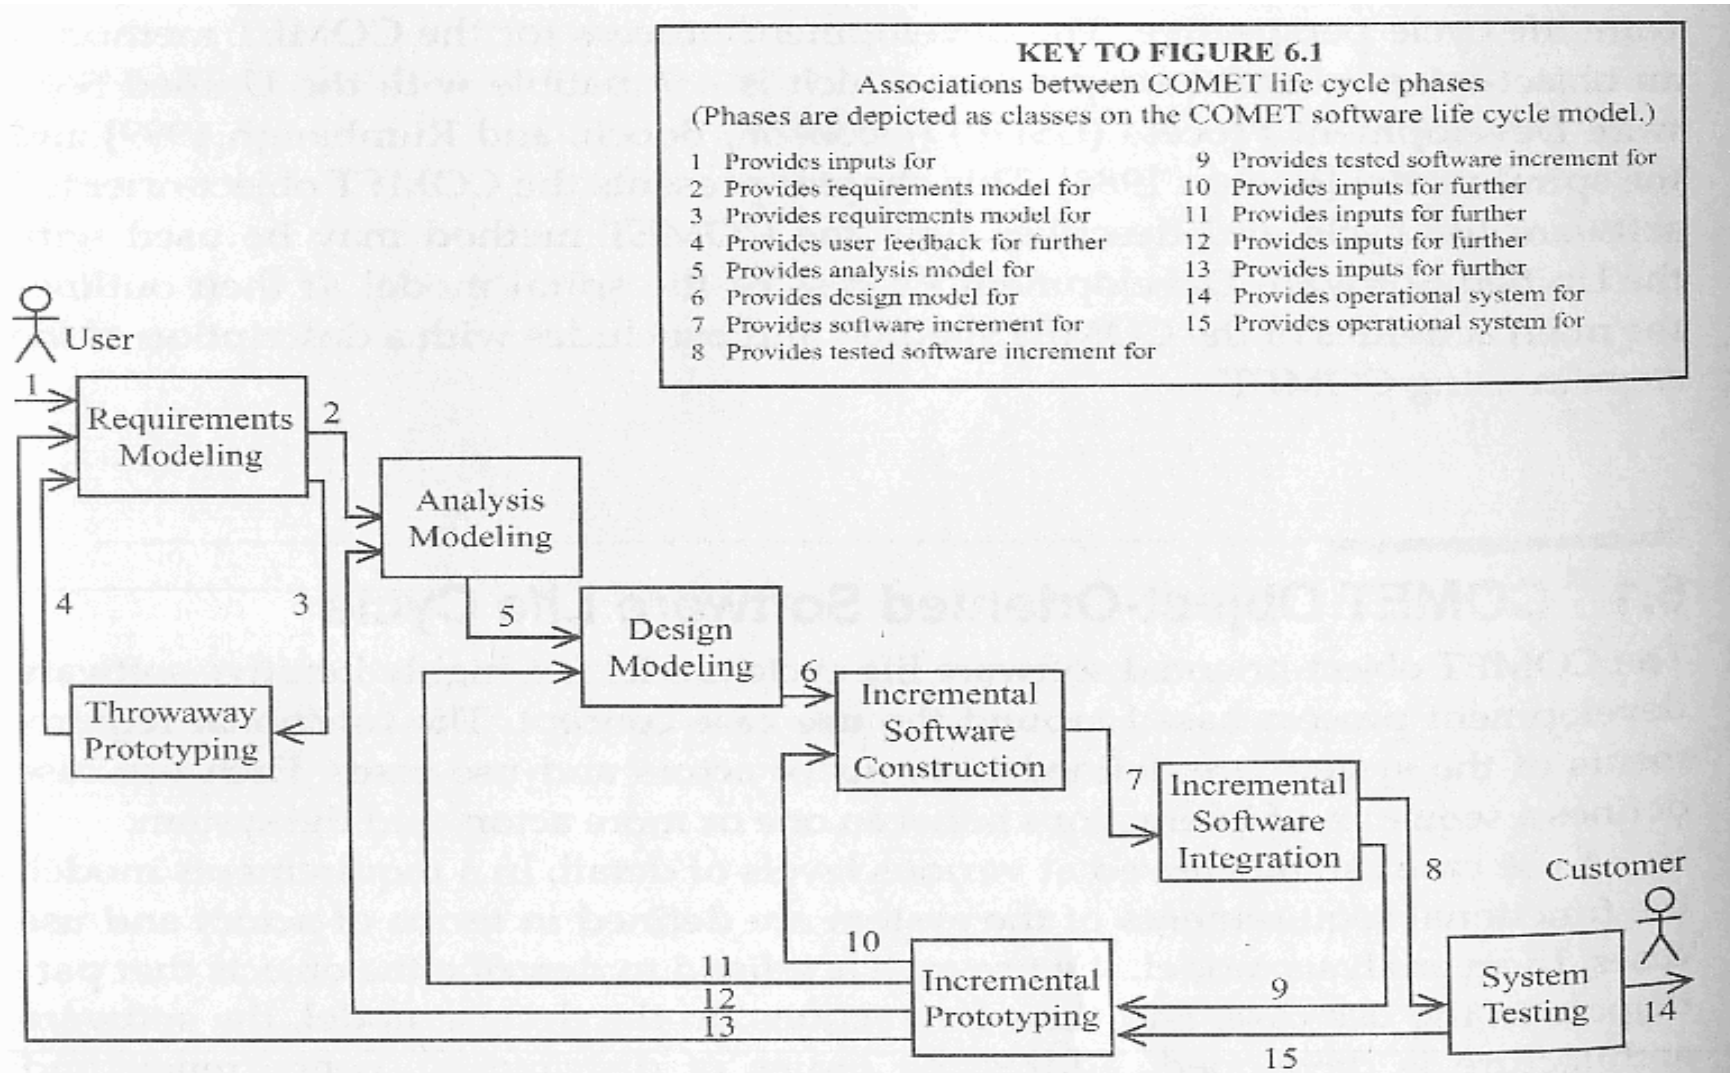 KEY TO FIGURE 6.1
Associations between COMET life cycle phases
(Phases are depicted as classes on the COMET software life cycle model.)
1 Provides inputs for
2 Provides requirements model for
3 Provides requirements model for
4 Provides user feedback for further
5 Provides analysis model for
6 Provides design model for
7 Provides software increment for
8 Provides tested software increment for
9 Provides tested software increment for
10 Provides inputs for further
11 Provides inputs for further
12 Provides inputs for further
13 Provides inputs for further
14 Provides operational system for
15 Provides operational system for
User
1
Requirements
Modeling
2
Analysis
Modeling
4
3
5
Design
Modeling
6
Throwaway
Prototyping
Incremental
Software
Construction
7
Incremental
Software
Integration
8
Customer
10
11
12
13
Incremental
Prototyping
9
15
System
Testing
14